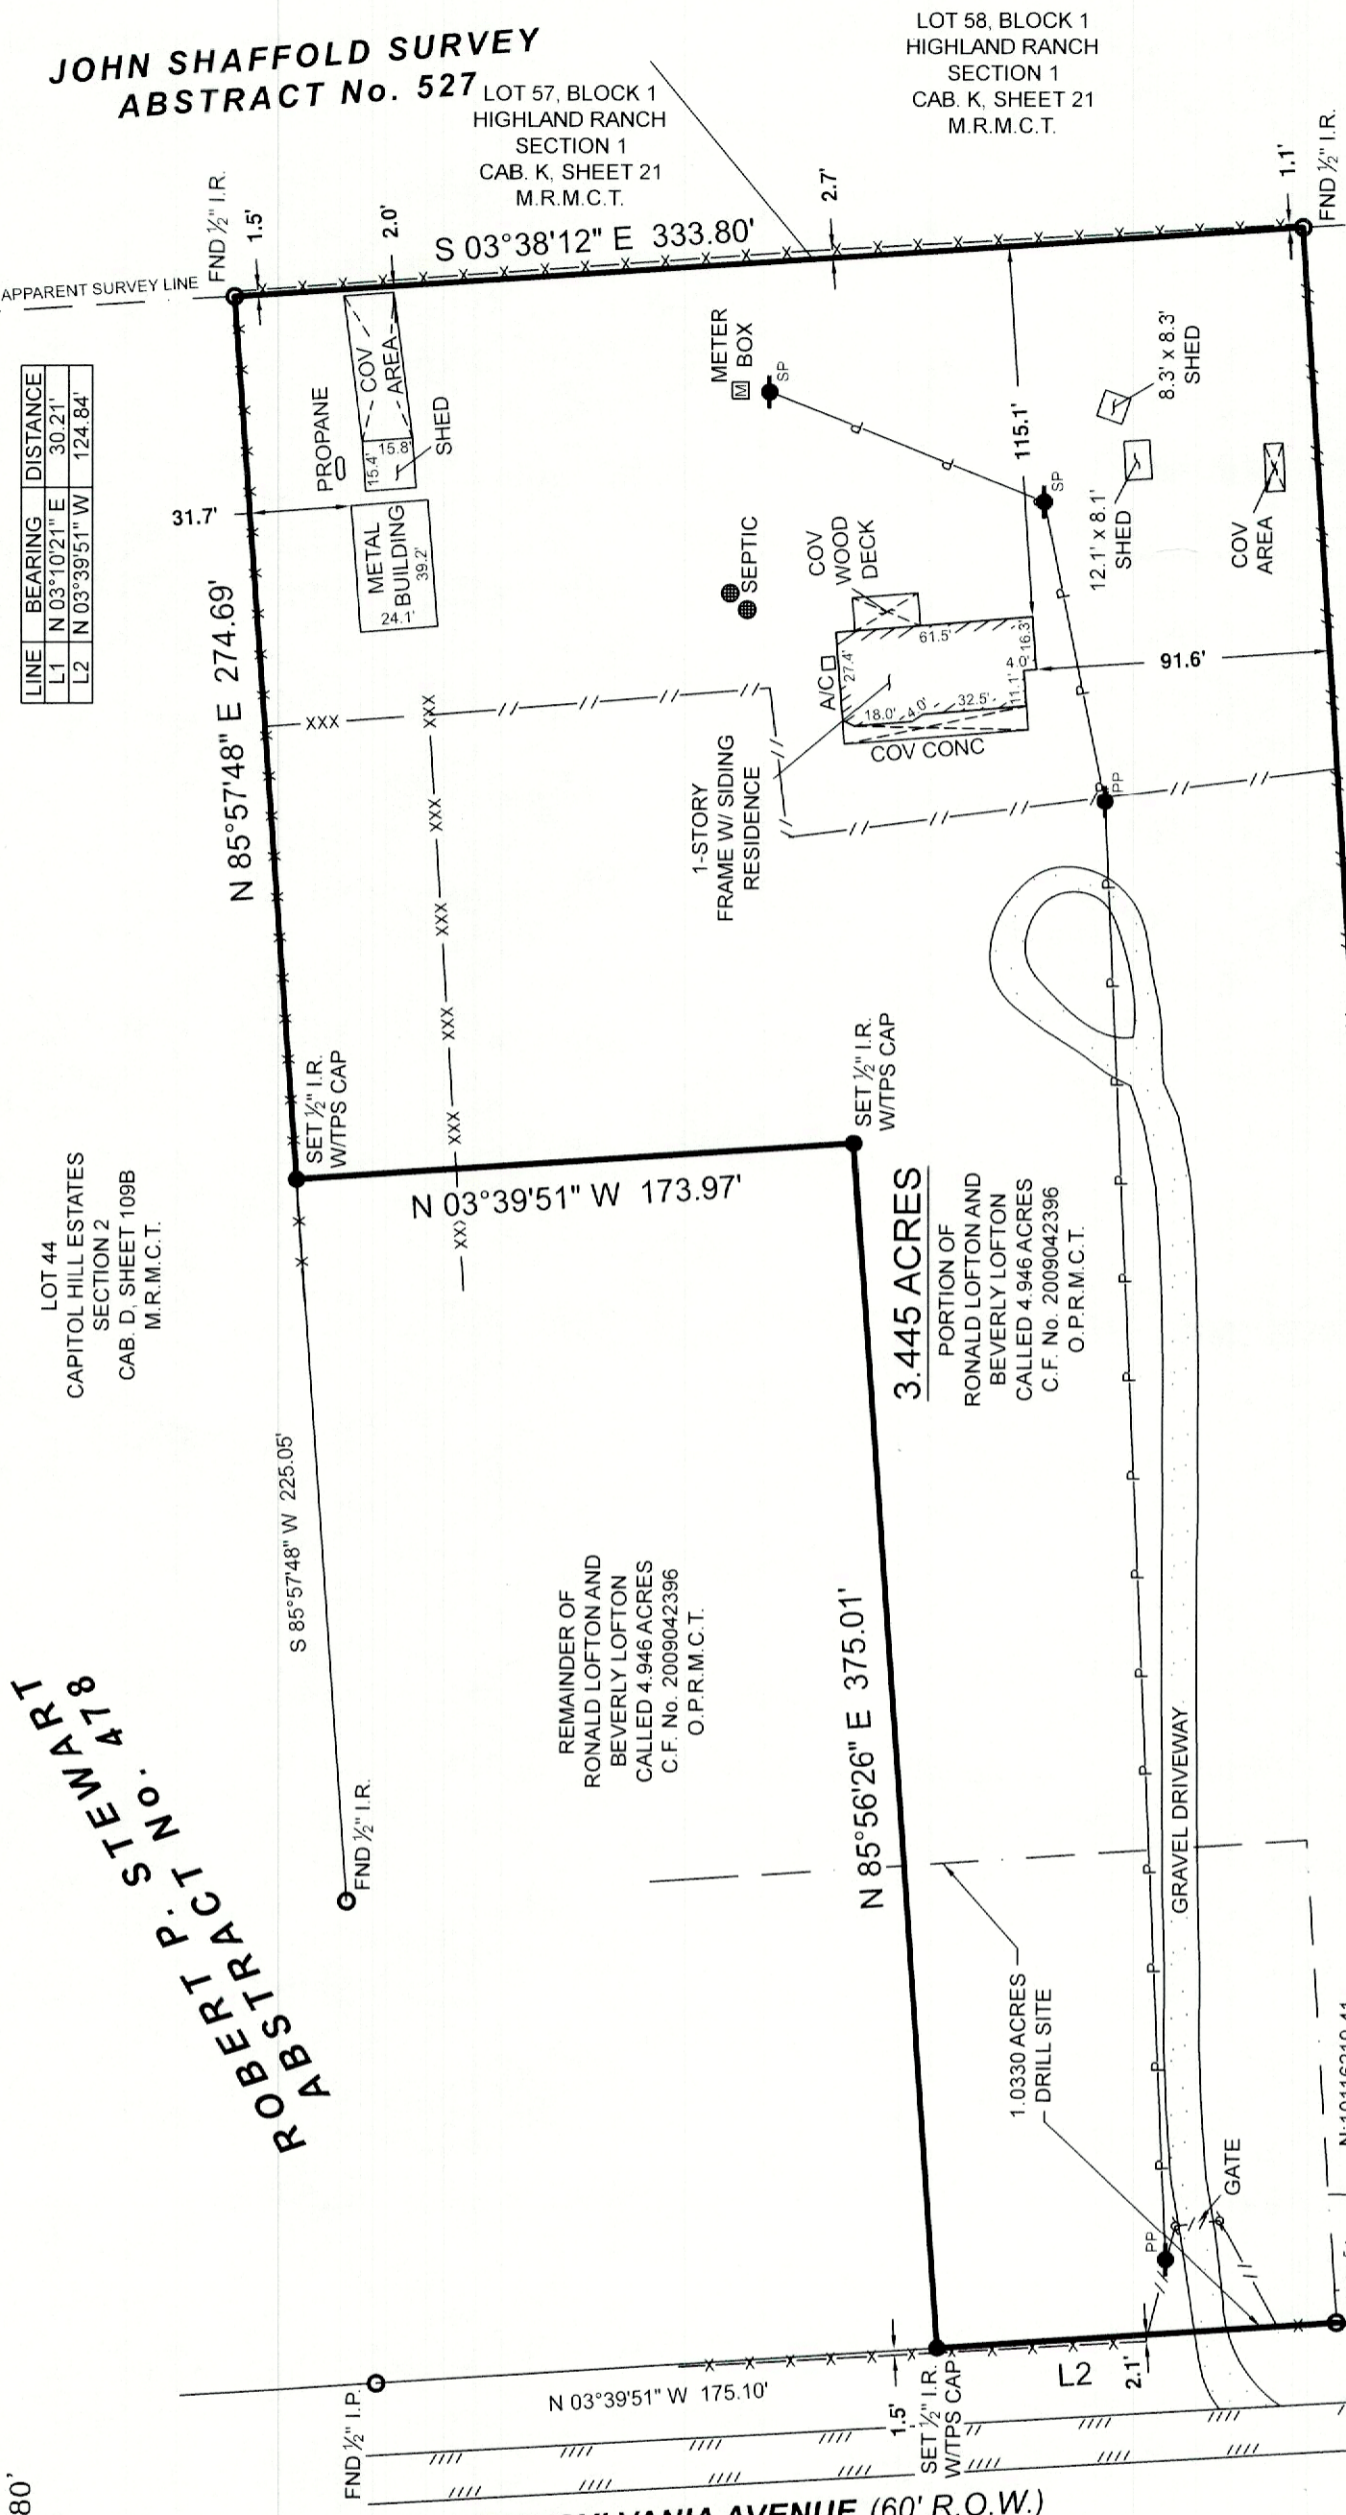 JOHN SHAFFOLD SURVEY
ABSTRACT No. 527
LOT 57, BLOCK 1
HIGHLAND RANCH
SECTION 1
CAB. K, SHEET 21
M.R.M.C.T.
LOT 58, BLOCK 1
HIGHLAND RANCH
SECTION 1
CAB. K, SHEET 21
M.R.M.C.T.
FND ½" I.R.
1.5'
2.0'
S 03°38'12" E 333.80'
2.7'
1.1'
FND ½" I.R.
APPARENT SURVEY LINE
LINE BEARING DISTANCE
L1 N 03°10'21" E 30.21'
L2 N 03°39'51" W 124.84'
COV
AREA
PROPANE
15.4'
15.8'
SHED
31.7'
METAL
BUILDING
39.2'
24.1'
METER
BOX
M
SP
SEPTIC
COV
WOOD
DECK
115.1'
SP
8.3' x 8.3'
SHED
12.1' x 8.1'
SHED
COV
AREA
N 85°57'48" E 274.69'
A/C
27.4'
61.5'
16.3'
4.0'
11.1'
32.5'
4.0'
18.0'
COV CONC
91.6'
1-STORY
FRAME W/ SIDING
RESIDENCE
PP
SET ½" I.R.
W/TPS CAP
SET ½" I.R.
W/TPS CAP
N 03°39'51" W 173.97'
LOT 44
CAPITOL HILL ESTATES
SECTION 2
CAB. D, SHEET 109B
M.R.M.C.T.
3.445 ACRES
PORTION OF
RONALD LOFTON AND
BEVERLY LOFTON
CALLED 4.946 ACRES
C.F. No. 2009042396
O.P.R.M.C.T.
S 85°57'48" W 225.05'
REMAINDER OF
RONALD LOFTON AND
BEVERLY LOFTON
CALLED 4.946 ACRES
C.F. No. 2009042396
O.P.R.M.C.T.
N 85°56'26" E 375.01'
ROBERT P. STEWART
ABSTRACT No. 478
FND ½" I.R.
GRAVEL DRIVEWAY
1.0330 ACRES
DRILL SITE
GATE
PP
FND ½" I.P.
N 03°39'51" W 175.10'
1.5'
SET ½" I.R.
W/TPS CAP
L2
2.1'
80'
AVENUE (60' R.O.W.)